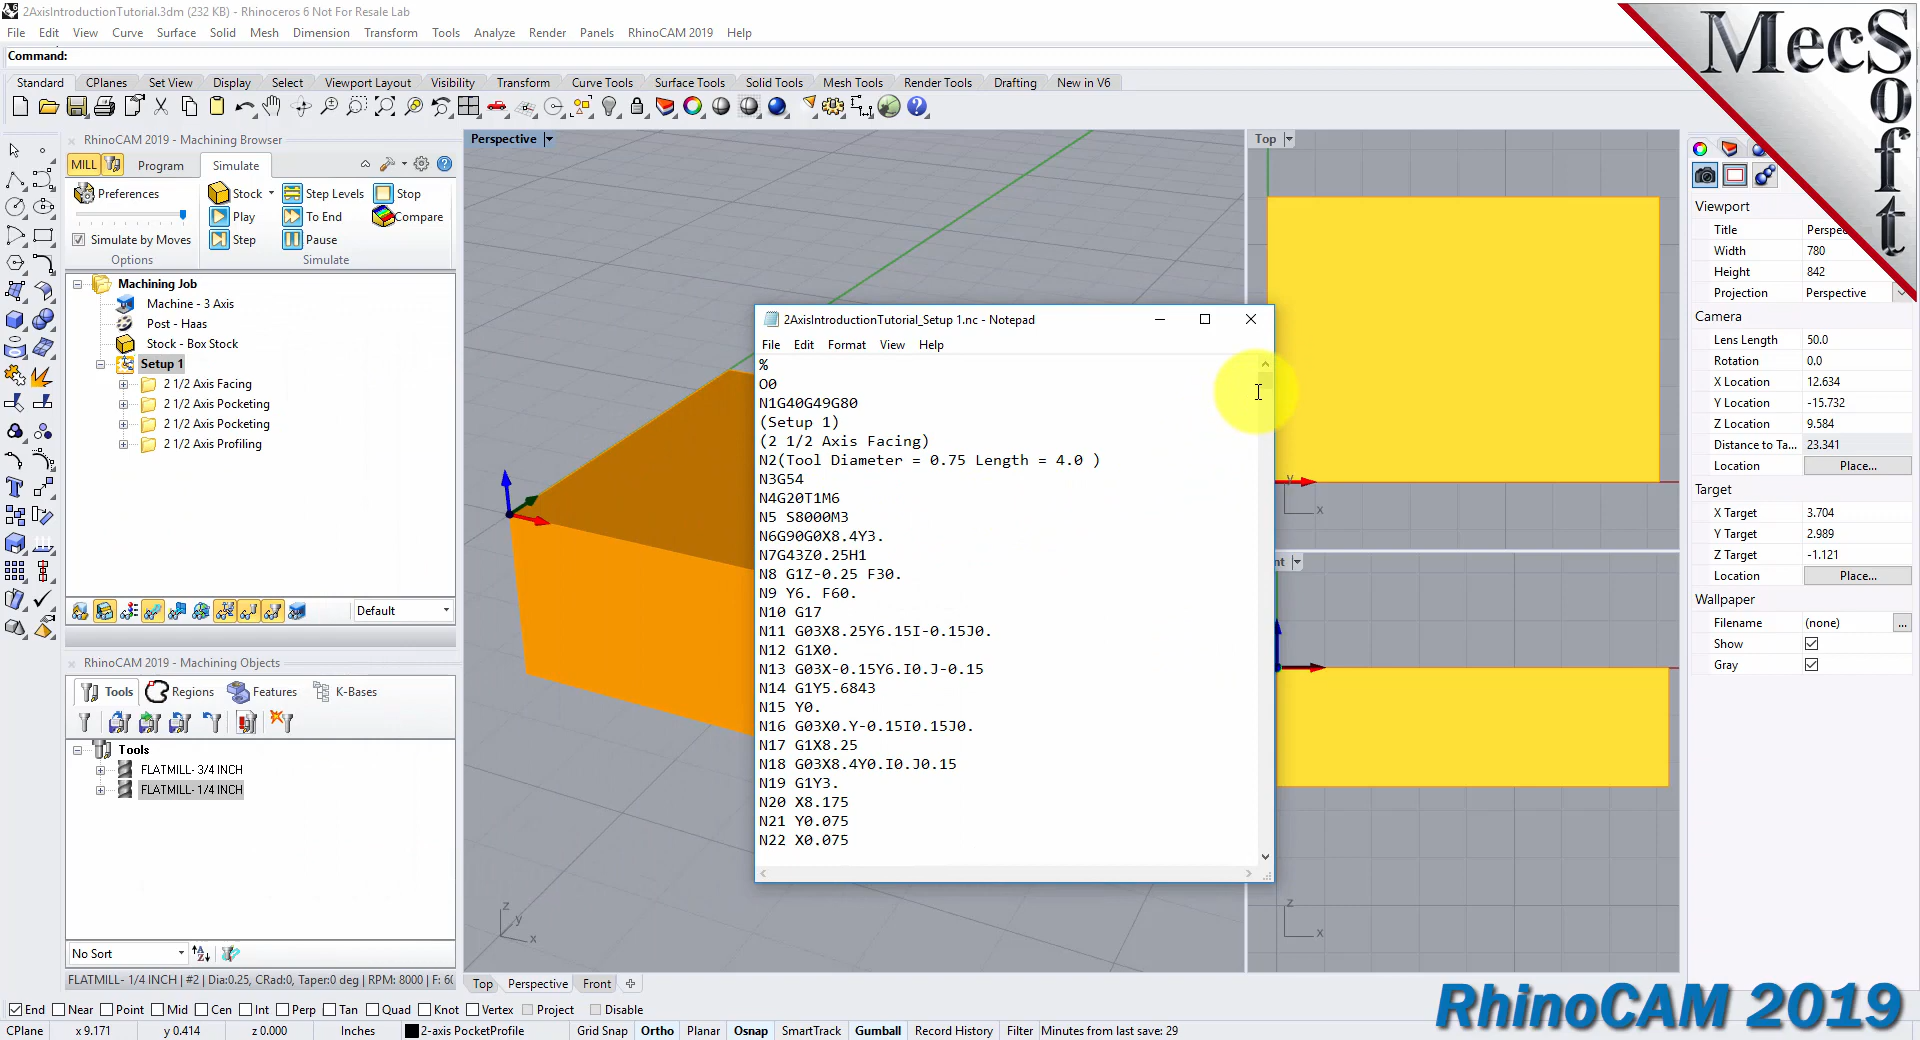 2AxisIntroductionTutorial.3dm (232 KB) - Rhinoceros 6 Not For Resale Lab
File Edit View Curve Surface Solid Mesh Dimension Transform Tools Analyze Render Panels RhinoCAM 2019 Help
Command:
Standard CPlanes Set View Display Select Viewport Layout Visibility Transform Curve Tools Surface Tools Solid Tools Mesh Tools Render Tools Drafting New in V6
MecSoft
RhinoCAM 2019 - Machining Browser
MILL Program Simulate
Preferences
Simulate by Moves
Options
Stock Step Levels Stop
Play To End Compare
Step Pause
Simulate
Machining Job
Machine - 3 Axis
Post - Haas
Stock - Box Stock
Setup 1
2 1/2 Axis Facing
2 1/2 Axis Pocketing
2 1/2 Axis Pocketing
2 1/2 Axis Profiling
Default
RhinoCAM 2019 - Machining Objects
Tools Regions Features K-Bases
Tools
FLATMILL- 3/4 INCH
FLATMILL- 1/4 INCH
No Sort
FLATMILL- 1/4 INCH | #2 | Dia:0.25, CRad:0, Taper:0 deg | RPM: 8000 | F: 60
Perspective
Top
nt
z
y
x
y
x
z
x
2AxisIntroductionTutorial_Setup 1.nc - Notepad
File Edit Format View Help
%
O0
N1G40G49G80
(Setup 1)
(2 1/2 Axis Facing)
N2(Tool Diameter = 0.75 Length = 4.0 )
N3G54
N4G20T1M6
N5 S8000M3
N6G90G0X8.4Y3.
N7G43Z0.25H1
N8 G1Z-0.25 F30.
N9 Y6. F60.
N10 G17
N11 G03X8.25Y6.15I-0.15J0.
N12 G1X0.
N13 G03X-0.15Y6.I0.J-0.15
N14 G1Y5.6843
N15 Y0.
N16 G03X0.Y-0.15I0.15J0.
N17 G1X8.25
N18 G03X8.4Y0.I0.J0.15
N19 G1Y3.
N20 X8.175
N21 Y0.075
N22 X0.075
Viewport
Title Perspe
Width 780
Height 842
Projection Perspective
Camera
Lens Length 50.0
Rotation 0.0
X Location 12.634
Y Location -15.732
Z Location 9.584
Distance to Ta... 23.341
Location Place...
Target
X Target 3.704
Y Target 2.989
Z Target -1.121
Location Place...
Wallpaper
Filename (none) ...
Show
Gray
Top Perspective Front
RhinoCAM 2019
End Near Point Mid Cen Int Perp Tan Quad Knot Vertex Project Disable
CPlane x 9.171 y 0.414 z 0.000 Inches 2-axis PocketProfile Grid Snap Ortho Planar Osnap SmartTrack Gumball Record History Filter Minutes from last save: 29